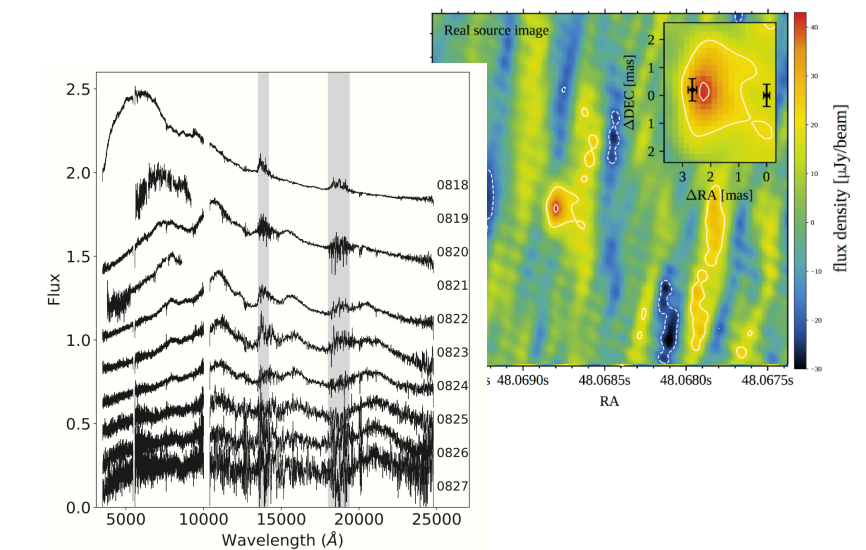 Real source image
ΔDEC [mas]
2
1
0
1
2
3 2 1 0
ΔRA [mas]
40
30
20
10
0
−10
−20
−30
flux density [μJy/beam]
s 48.0690s 48.0685s 48.0680s 48.0675s
RA
Flux
2.5
2.0
1.5
1.0
0.5
0.0
0818
0819
0820
0821
0822
0823
0824
0825
0826
0827
5000 10000 15000 20000 25000
Wavelength (Å)